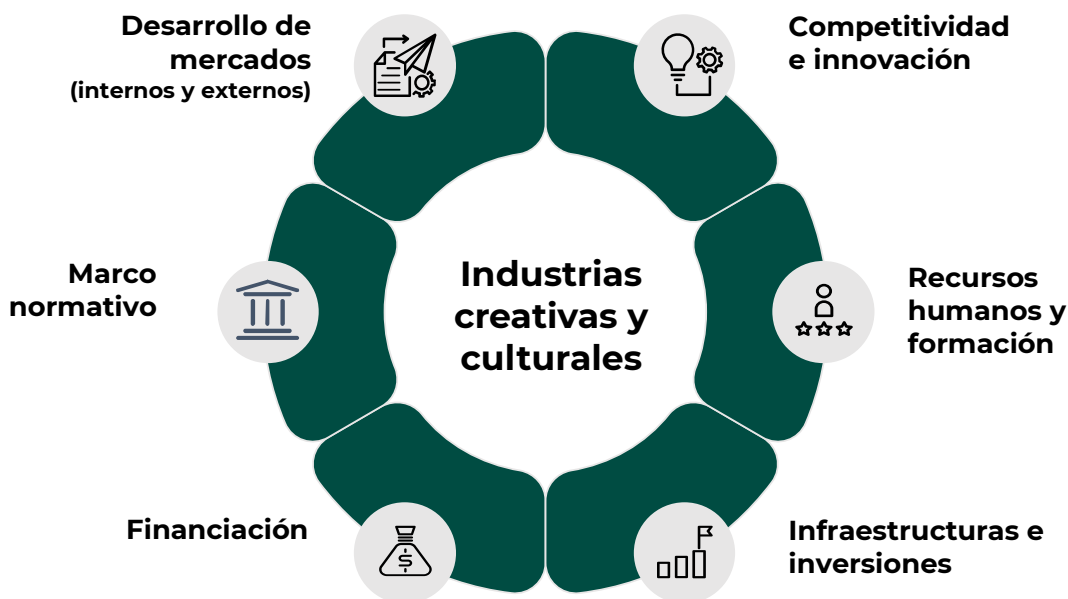 Desarrollo de
mercados
(internos y externos)
Competitividad
e innovación
Marco
normativo
Industrias
creativas y
culturales
Recursos
humanos y
formación
Financiación
$
Infraestructuras e
inversiones